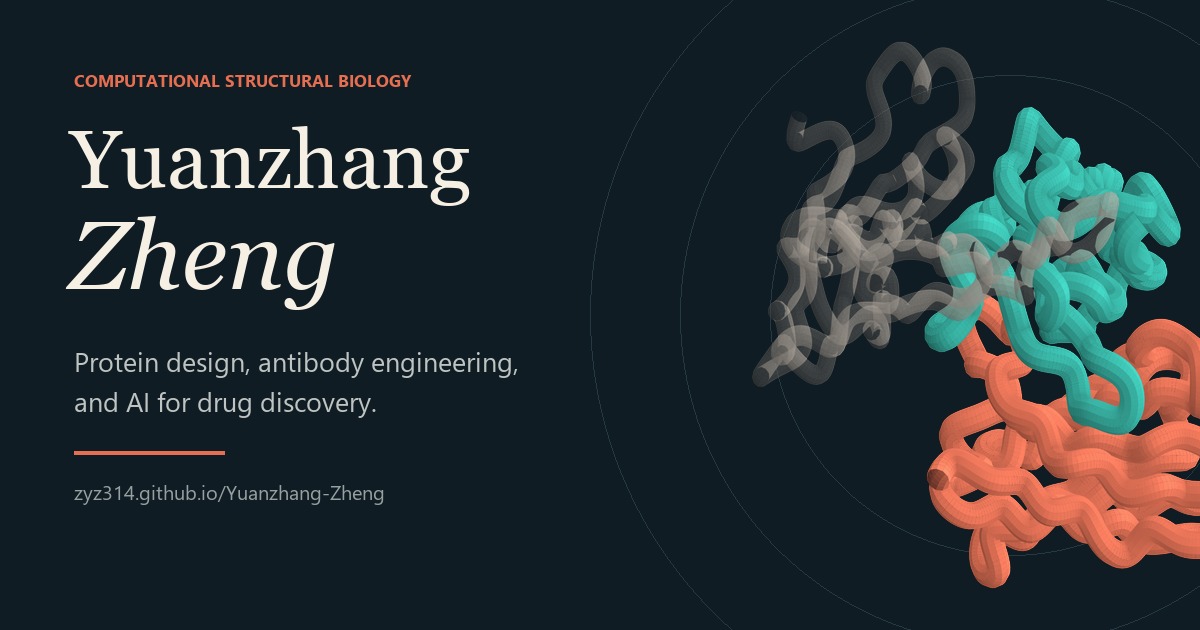 COMPUTATIONAL STRUCTURAL BIOLOGY
Yuanzhang
Zheng
Protein design, antibody engineering,
and AI for drug discovery.
zyz314.github.io/Yuanzhang-Zheng